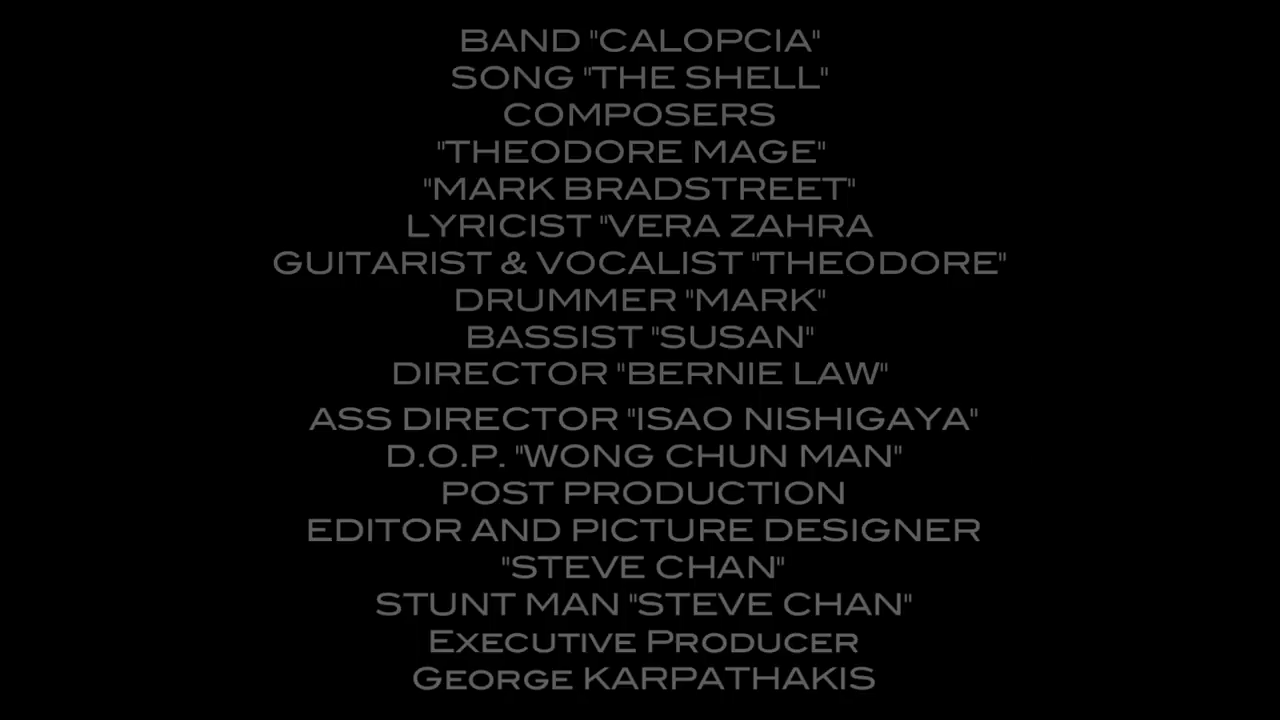 BAND "CALOPCIA"
SONG "THE SHELL"
COMPOSERS
"THEODORE MAGE"
"MARK BRADSTREET"
LYRICIST "VERA ZAHRA
GUITARIST & VOCALIST "THEODORE"
DRUMMER "MARK"
BASSIST "SUSAN"
DIRECTOR "BERNIE LAW"
ASS DIRECTOR "ISAO NISHIGAYA"
D.O.P. "WONG CHUN MAN"
POST PRODUCTION
EDITOR AND PICTURE DESIGNER
"STEVE CHAN"
STUNT MAN "STEVE CHAN"
Executive Producer
George KARPATHAKIS